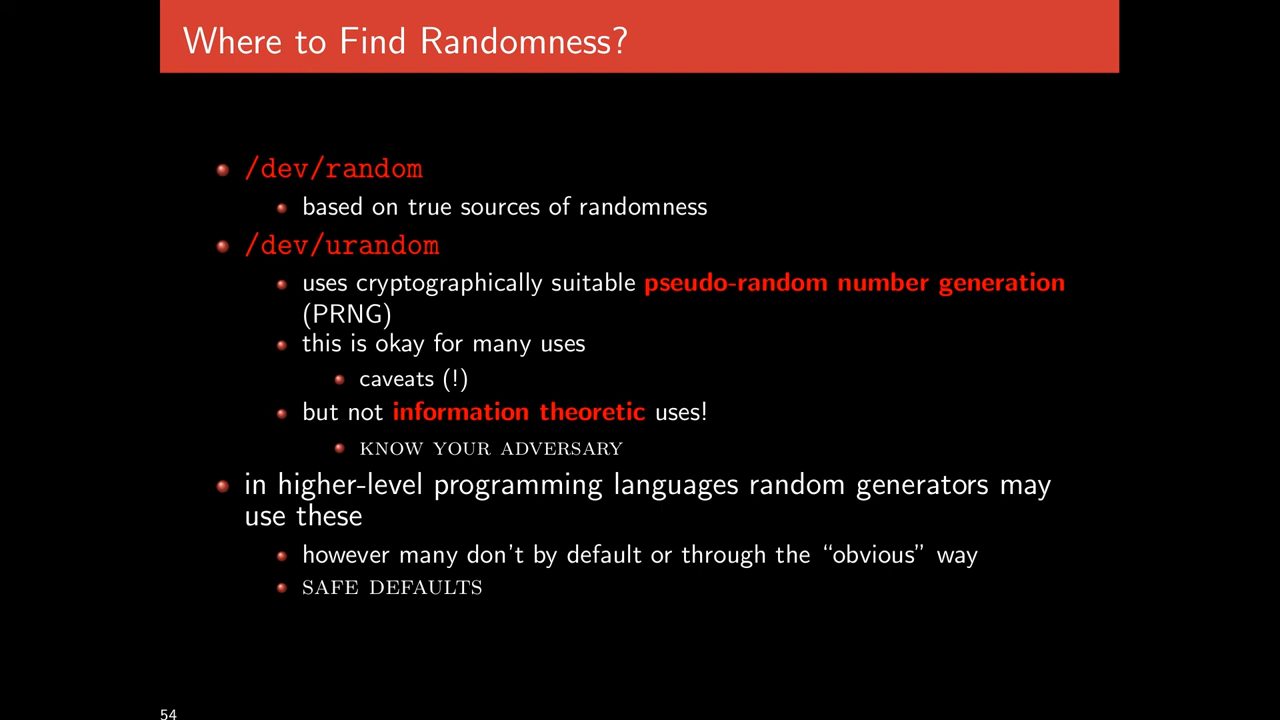 Where to Find Randomness?
/dev/random
based on true sources of randomness
/dev/urandom
uses cryptographically suitable pseudo-random number generation
(PRNG)
this is okay for many uses
caveats (!)
but not information theoretic uses!
KNOW YOUR ADVERSARY
in higher-level programming languages random generators may
use these
however many don't by default or through the “obvious” way
SAFE DEFAULTS
54